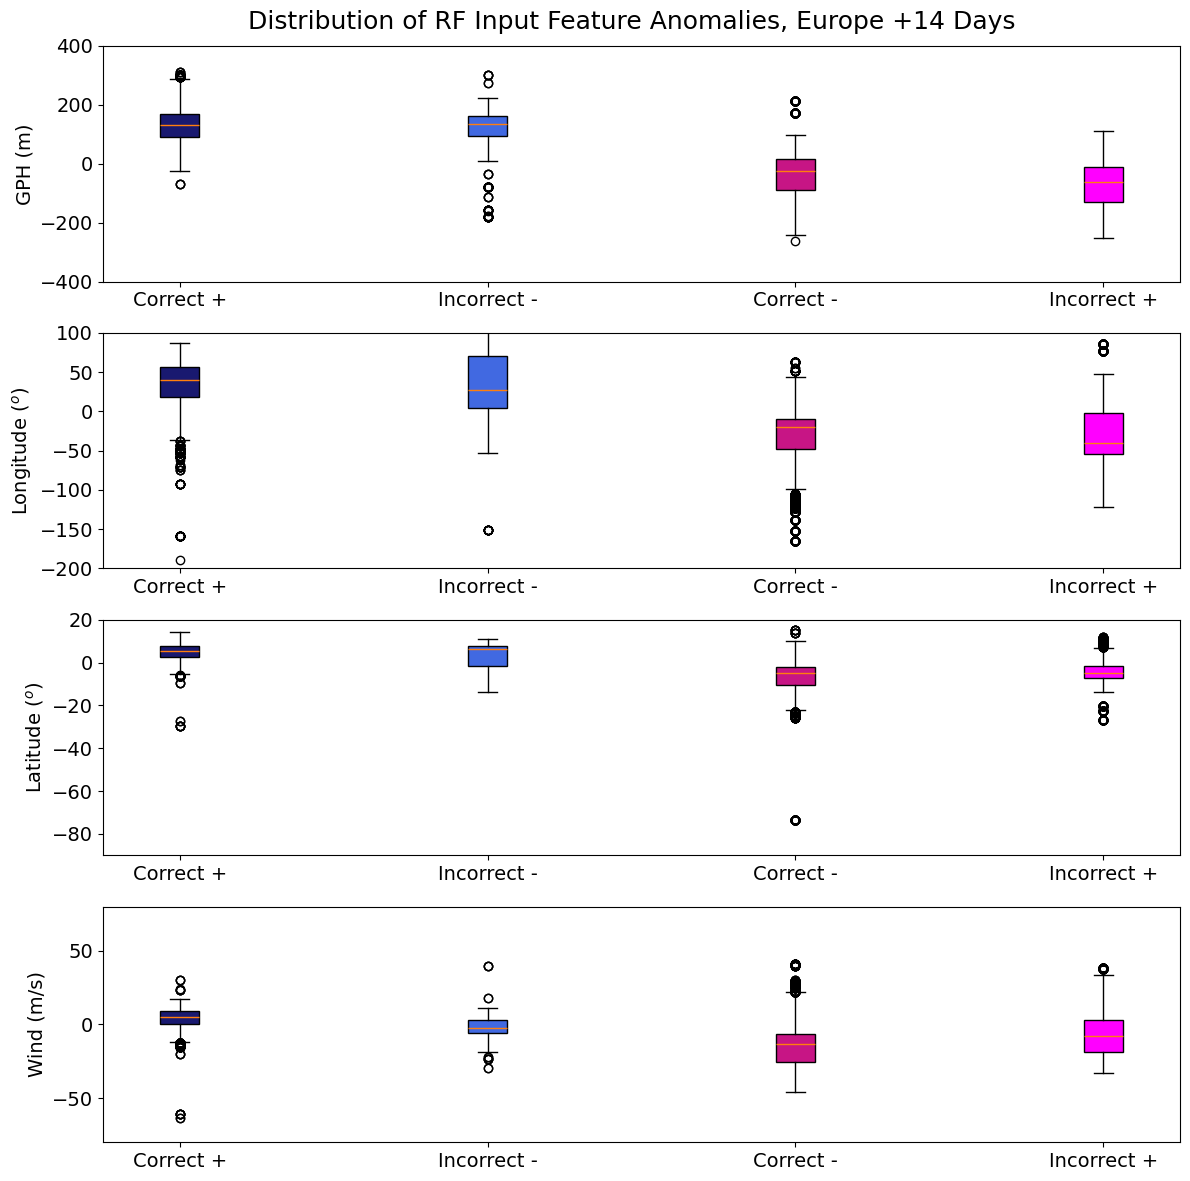 Distribution of RF Input Feature Anomalies, Europe +14 Days
GPH (m)
400
200
0
−200
−400
Correct +
Incorrect -
Correct -
Incorrect +
Longitude (o)
100
50
0
−50
−100
−150
−200
Correct +
Incorrect -
Correct -
Incorrect +
Latitude (o)
20
0
−20
−40
−60
−80
Correct +
Incorrect -
Correct -
Incorrect +
Wind (m/s)
50
0
−50
Correct +
Incorrect -
Correct -
Incorrect +